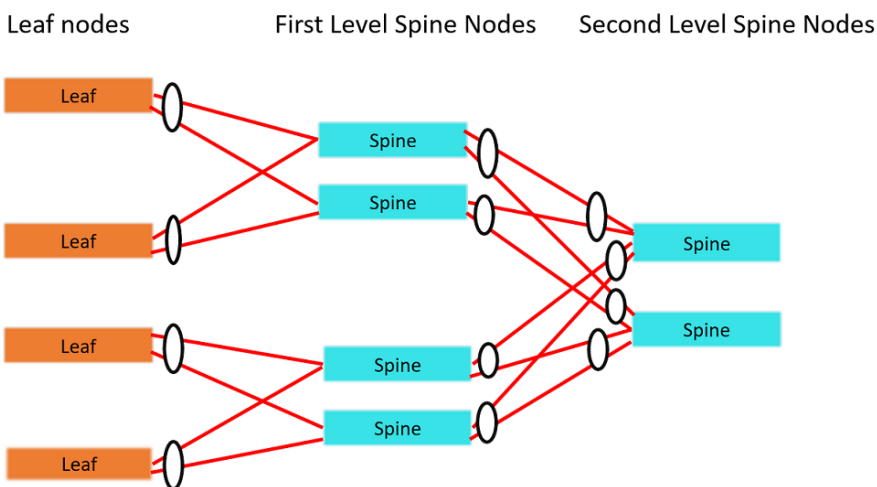 Leaf nodes
First Level Spine Nodes
Second Level Spine Nodes
Leaf
Leaf
Leaf
Leaf
Spine
Spine
Spine
Spine
Spine
Spine